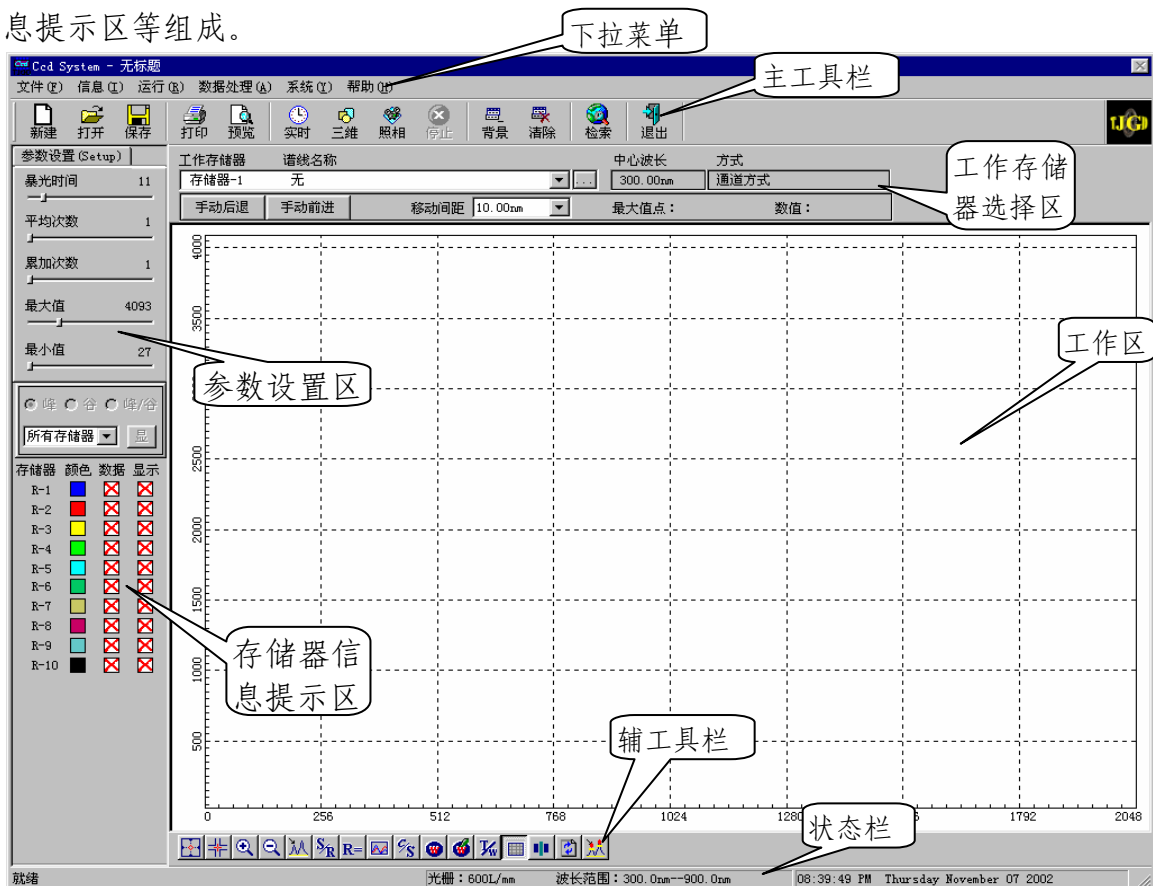 息提示区等组成。
下拉菜单
Ccd System - 无标题
文件(F) 信息(I) 运行(R) 数据处理(A) 系统(Y) 帮助(H)
主工具栏
新建 打开 保存 打印 预览 实时 三维 照相 停止 背景 清除 检索 退出
TJGD
参数设置(Setup)
工作存储器 谱线名称 中心波长 方式
存储器-1 无 ... 300.00nm 通道方式
手动后退 手动前进 移动间距 10.00nm 最大值点: 数值:
工作存储
器选择区
暴光时间 11
平均次数 1
累加次数 1
最大值 4093
最小值 27
参数设置区
工作区
峰 谷 峰/谷
所有存储器 显
存储器 颜色 数据 显示
R-1
R-2
R-3
R-4
R-5
R-6
R-7
R-8
R-9
R-10
存储器信
息提示区
4000
3500
2500
2000
1500
1000
500
0 256 512 768 1024 1280 1792 2048
辅工具栏
状态栏
S/R R= C/S T/W
就绪 光栅:600L/mm 波长范围:300.0nm--900.0nm 08:39:49 PM Thursday November 07 2002